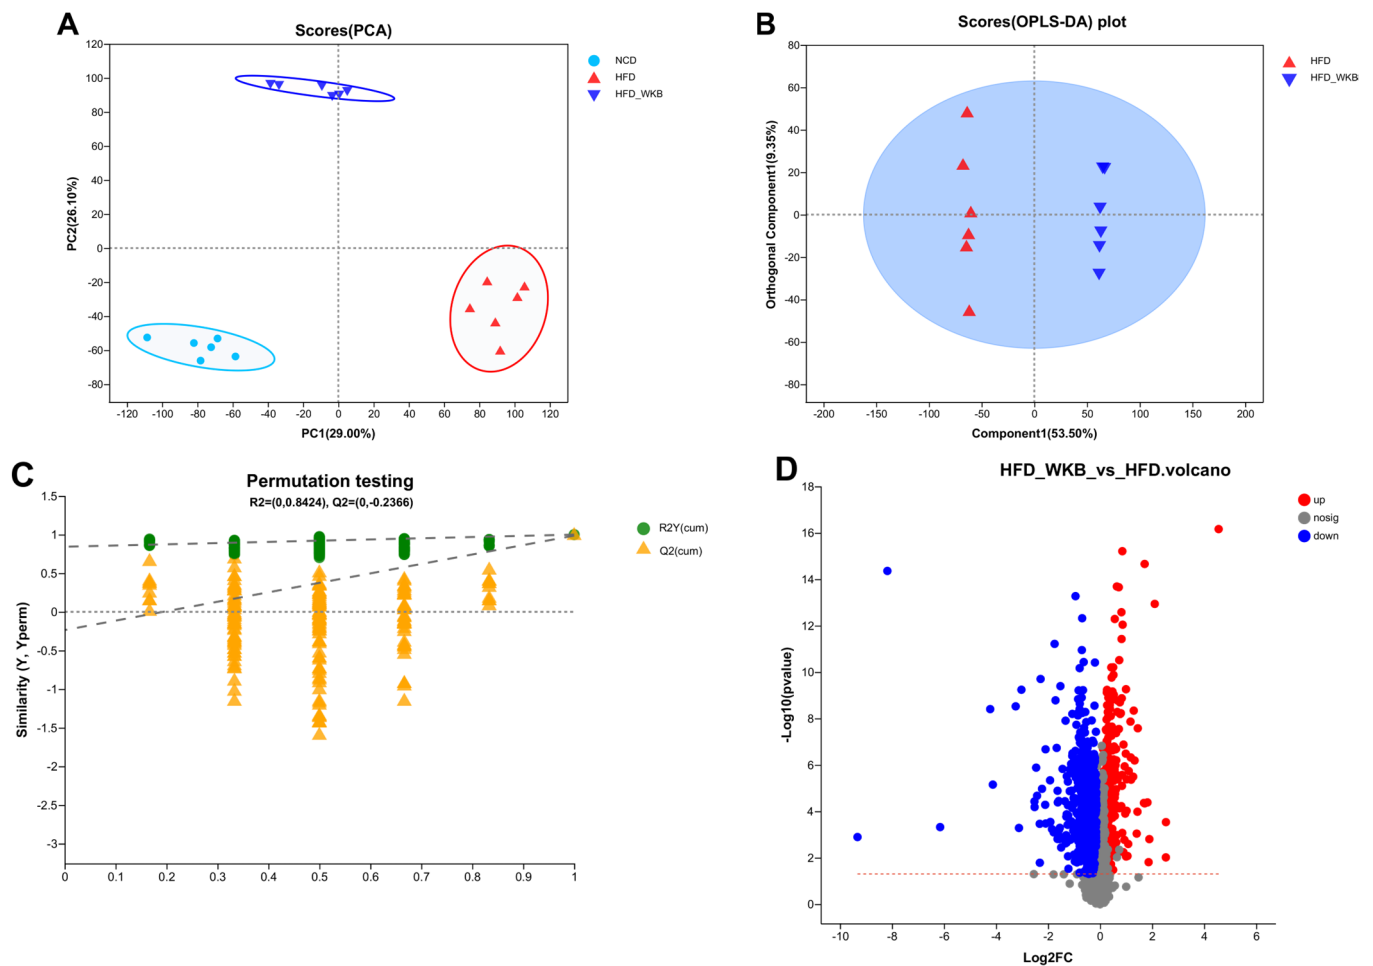 A
Scores(PCA)
120
100
80
60
40
20
0
-20
-40
-60
-80
PC2(26.10%)
-120 -100 -80 -60 -40 -20 0 20 40 60 80 100 120
PC1(29.00%)
NCD
HFD
HFD_WKB
B
Scores(OPLS-DA) plot
80
60
40
20
0
-20
-40
-60
-80
Orthogonal Component1(9.35%)
-200 -150 -100 -50 0 50 100 150 200
Component1(53.50%)
HFD
HFD_WKB
C
Permutation testing
R2=(0,0.8424), Q2=(0,-0.2366)
1.5
1
0.5
0
-0.5
-1
-1.5
-2
-2.5
-3
Similarity (Y, Yperm)
0 0.1 0.2 0.3 0.4 0.5 0.6 0.7 0.8 0.9 1
R2Y(cum)
Q2(cum)
D
HFD_WKB_vs_HFD.volcano
18
16
14
12
10
8
6
4
2
0
-Log10(pvalue)
-10 -8 -6 -4 -2 0 2 4 6
Log2FC
up
nosig
down